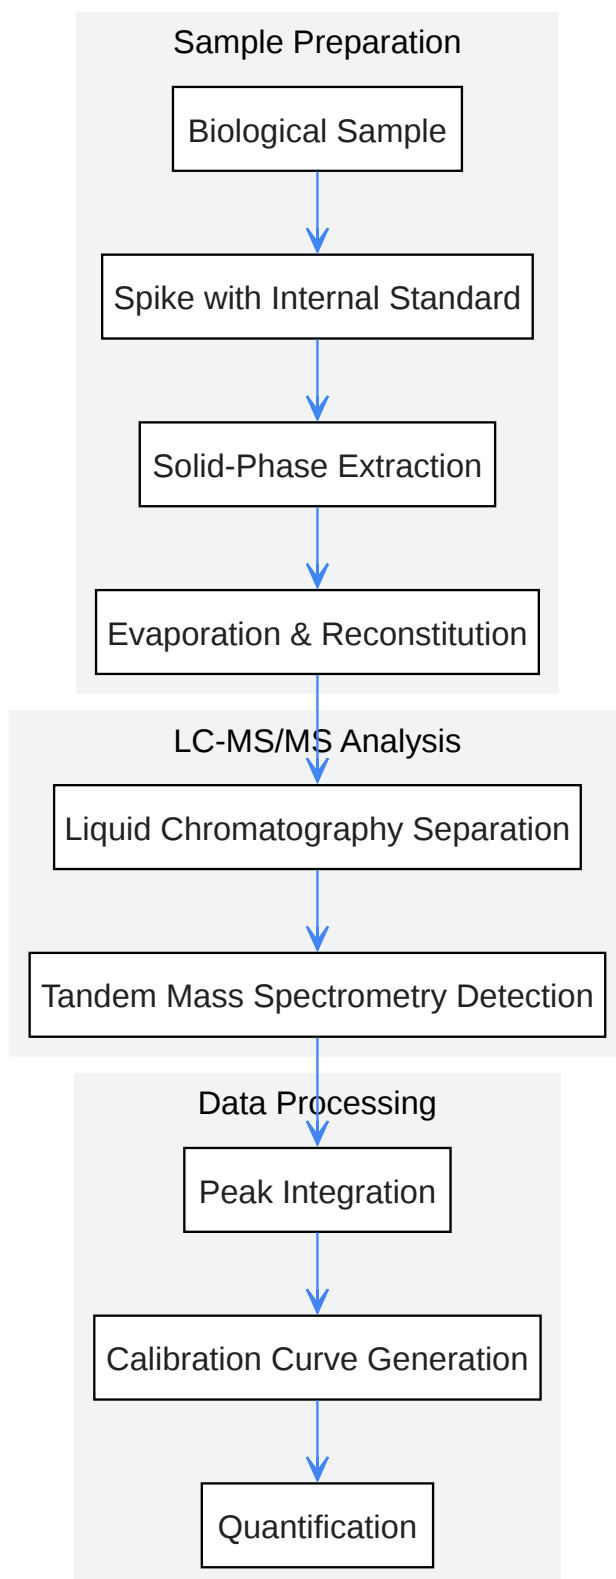 Sample Preparation
Biological Sample
Spike with Internal Standard
Solid-Phase Extraction
Evaporation & Reconstitution
LC-MS/MS Analysis
Liquid Chromatography Separation
Tandem Mass Spectrometry Detection
Data Processing
Peak Integration
Calibration Curve Generation
Quantification